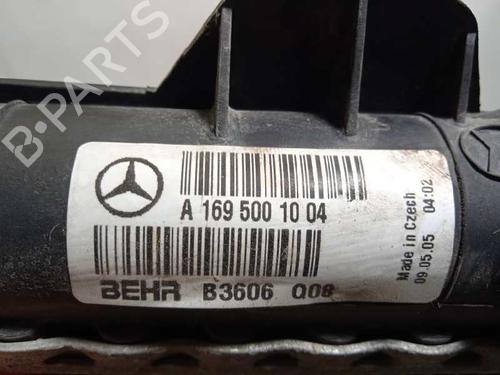 A 169 500 10 04
BEHR B3606 Q08
Made in Czech
09.05.05 04:02
B-PARTS